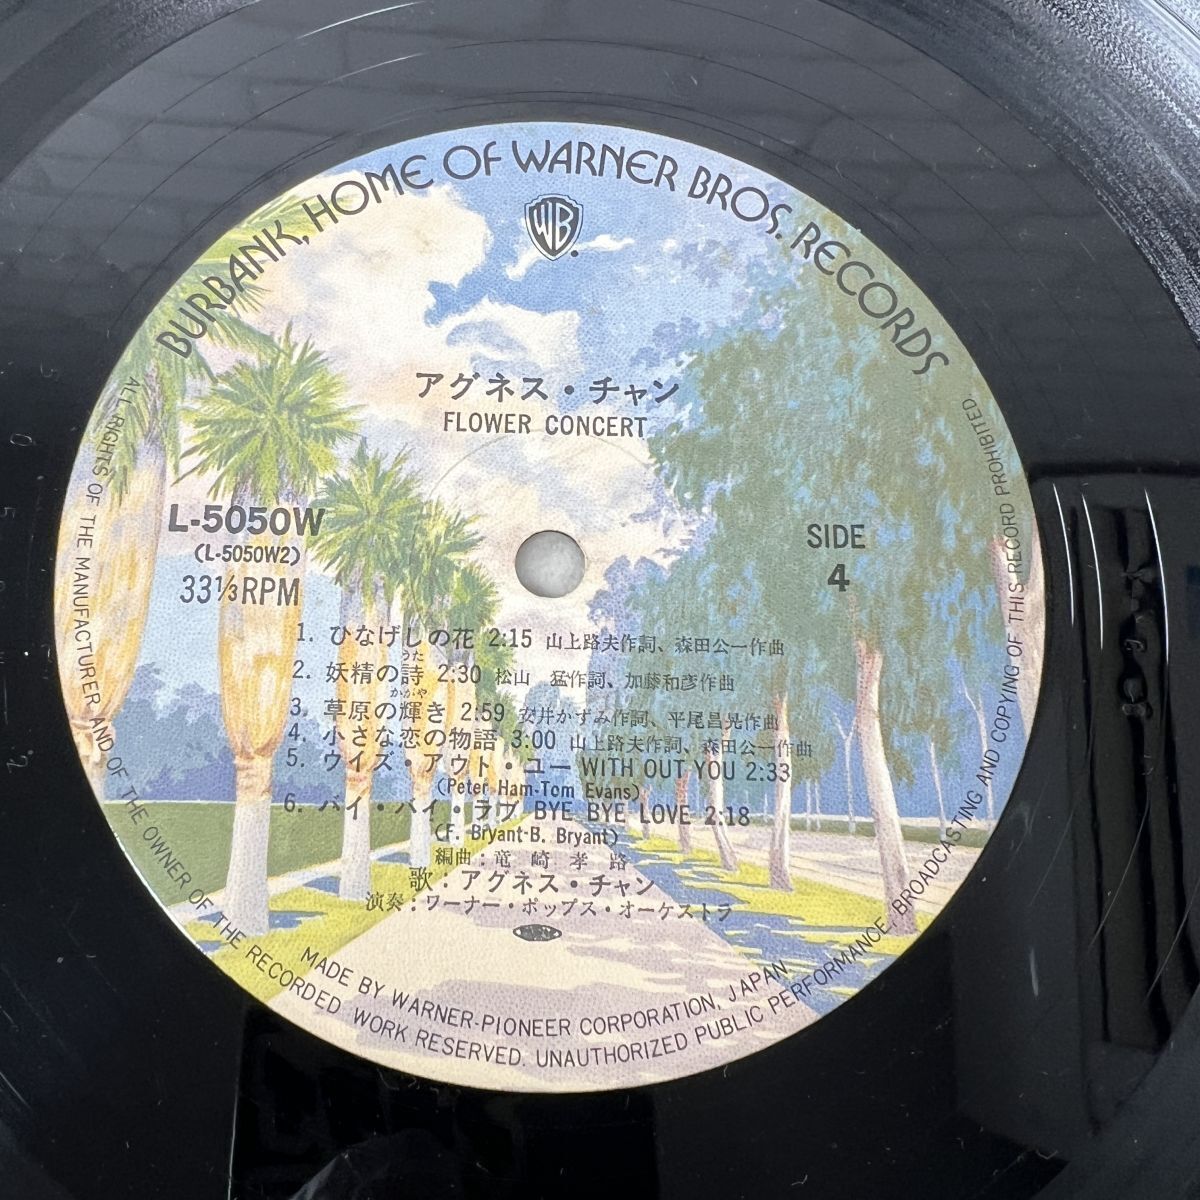 BURBANK, HOME OF WARNER BROS. RECORDS
WB
アグネス・チャン
FLOWER CONCERT
L-5050W
(L-5050W2)
33⅓RPM
SIDE
4
1. ひなげしの花 2:15 山上路夫作詞、森田公一作曲
2. 妖精の詩 2:30 松山 猛作詞、加藤和彦作曲
うた
3. 草原の輝き 2:59 安井かずみ作詞、平尾昌晃作曲
かがや
4. 小さな恋の物語 3:00 山上路夫作詞、森田公一作曲
5. ウイズ・アウト・ユー WITH OUT YOU 2:33
(Peter Ham-Tom Evans)
6. バイ・バイ・ラブ BYE BYE LOVE 2:18
(F. Bryant-B. Bryant)
編曲：竜崎孝路
歌：アグネス・チャン
演奏：ワーナー・ポップス・オーケストラ
MADE BY WARNER-PIONEER CORPORATION, JAPAN
ALL RIGHTS OF THE MANUFACTURER AND OF THE OWNER OF THE RECORDED WORK RESERVED. UNAUTHORIZED PUBLIC PERFORMANCE, BROADCASTING AND COPYING OF THIS RECORD PROHIBITED